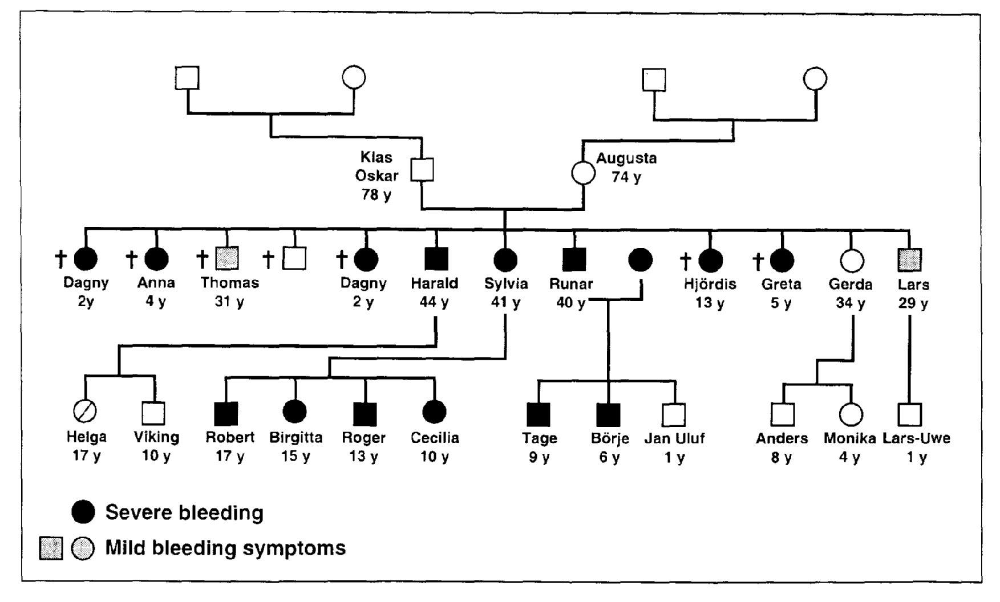 Klas
Oskar
78 y
Augusta
74 y
† Dagny
2y
† Anna
4 y
† Thomas
31 y
†
† Dagny
2 y
Harald
44 y
Sylvia
41 y
Runar
40 y
† Hjördis
13 y
† Greta
5 y
Gerda
34 y
Lars
29 y
Helga
17 y
Viking
10 y
Robert
17 y
Birgitta
15 y
Roger
13 y
Cecilia
10 y
Tage
9 y
Börje
6 y
Jan Uluf
1 y
Anders
8 y
Monika
4 y
Lars-Uwe
1 y
Severe bleeding
Mild bleeding symptoms